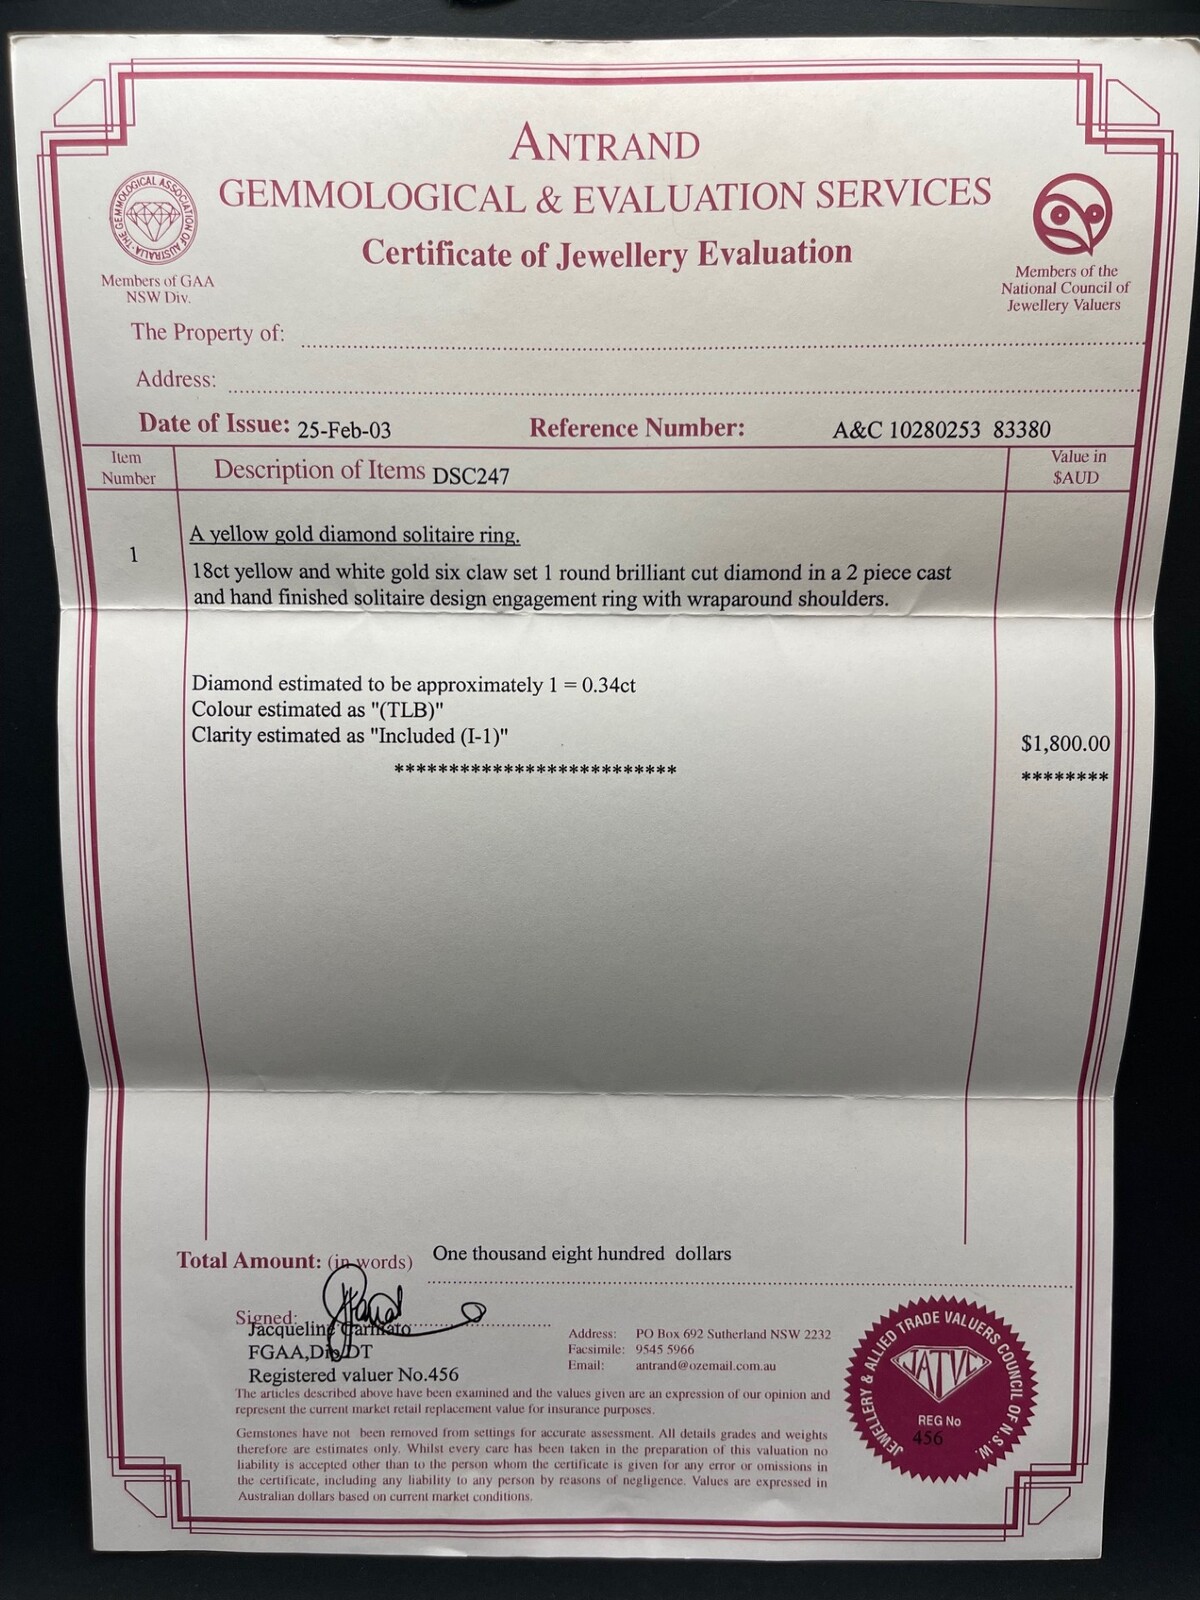 ANTRAND
GEMMOLOGICAL & EVALUATION SERVICES
Certificate of Jewellery Evaluation
THE GEMMOLOGICAL ASSOCIATION OF AUSTRALIA
Members of GAA
NSW Div.
Members of the
National Council of
Jewellery Valuers
The Property of:
Address:
Date of Issue: 25-Feb-03 Reference Number: A&C 10280253 83380
Item
Number
Description of Items DSC247
Value in
$AUD
1
A yellow gold diamond solitaire ring.
18ct yellow and white gold six claw set 1 round brilliant cut diamond in a 2 piece cast
and hand finished solitaire design engagement ring with wraparound shoulders.
Diamond estimated to be approximately 1 = 0.34ct
Colour estimated as "(TLB)"
Clarity estimated as "Included (I-1)"
$1,800.00
**************************
********
Total Amount: (in words) One thousand eight hundred dollars
Signed:
Jacqueline
FGAA,Dip DT
Registered valuer No.456
Address: PO Box 692 Sutherland NSW 2232
Facsimile: 9545 5966
Email: antrand@ozemail.com.au
The articles described above have been examined and the values given are an expression of our opinion and
represent the current market retail replacement value for insurance purposes.
Gemstones have not been removed from settings for accurate assessment. All details grades and weights
therefore are estimates only. Whilst every care has been taken in the preparation of this valuation no
liability is accepted other than to the person whom the certificate is given for any error or omissions in
the certificate, including any liability to any person by reasons of negligence. Values are expressed in
Australian dollars based on current market conditions.
JEWELLERY & ALLIED TRADE VALUERS COUNCIL OF N.S.W.
JATVC
REG No
456